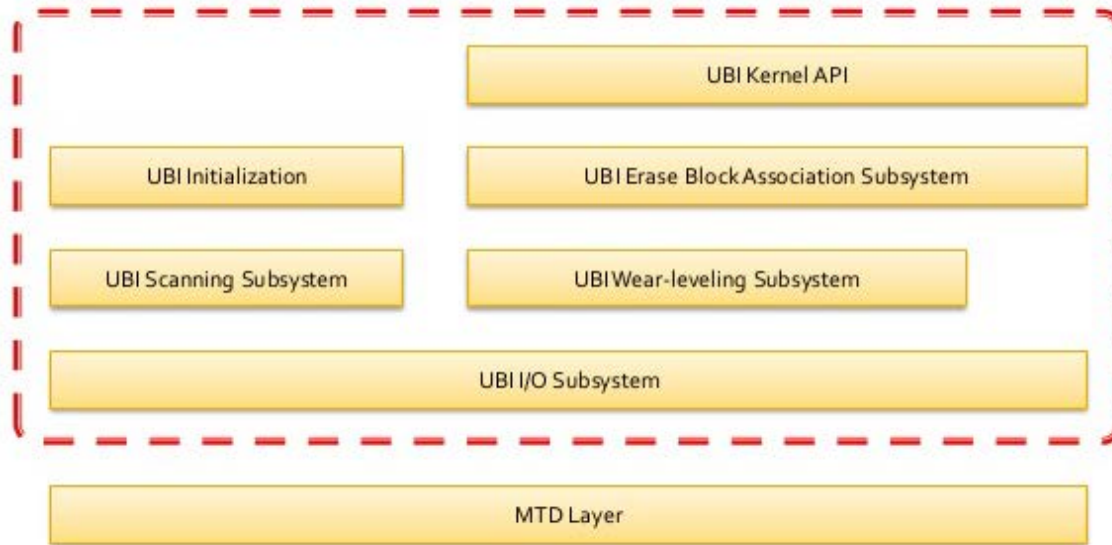 UBI Kernel API
UBI Initialization
UBI Erase Block Association Subsystem
UBI Scanning Subsystem
UBI Wear-leveling Subsystem
UBI I/O Subsystem
MTD Layer